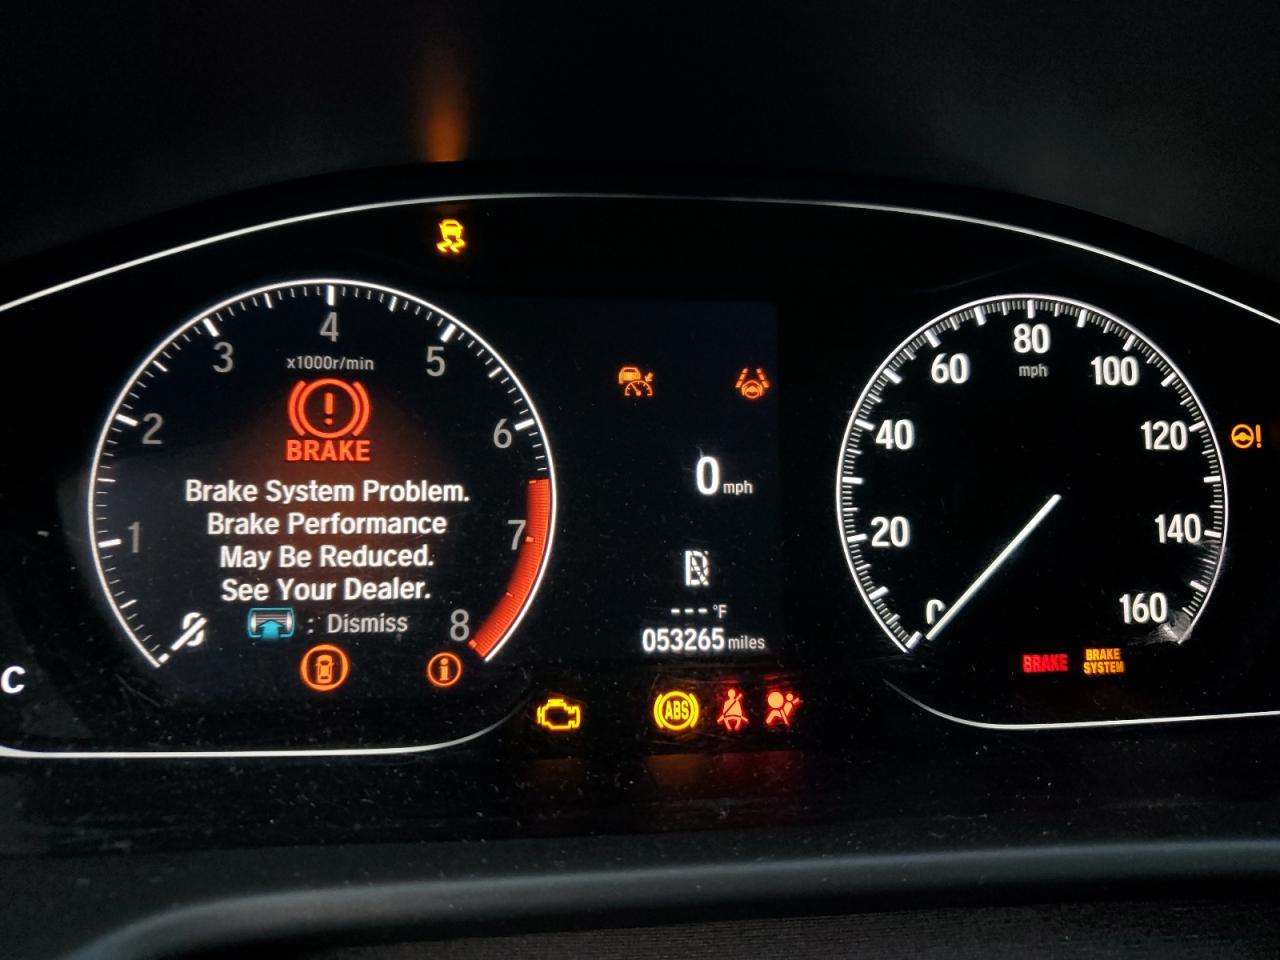 4
3
5
x1000r/min
2
6
BRAKE
Brake System Problem.
Brake Performance
May Be Reduced.
See Your Dealer.
1
7
: Dismiss
8
C
0 mph
--- °F
053265 miles
80
mph
60
100
40
120
20
140
160
BRAKE
BRAKE
SYSTEM
ABS